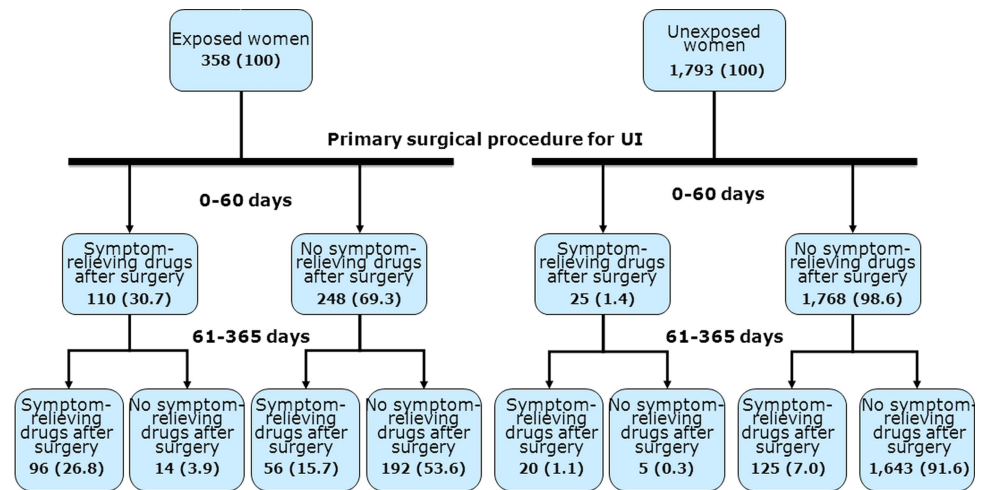 Exposed women
358 (100)
Unexposed
women
1,793 (100)
Primary surgical procedure for UI
0-60 days
0-60 days
Symptom-
relieving drugs
after surgery
110 (30.7)
No symptom-
relieving drugs
after surgery
248 (69.3)
Symptom-
relieving drugs
after surgery
25 (1.4)
No symptom-
relieving drugs
after surgery
1,768 (98.6)
61-365 days
61-365 days
Symptom-
relieving
drugs after
surgery
96 (26.8)
No symptom-
relieving
drugs after
surgery
14 (3.9)
Symptom-
relieving
drugs after
surgery
56 (15.7)
No symptom-
relieving
drugs after
surgery
192 (53.6)
Symptom-
relieving
drugs after
surgery
20 (1.1)
No symptom-
relieving
drugs after
surgery
5 (0.3)
Symptom-
relieving
drugs after
surgery
125 (7.0)
No symptom-
relieving
drugs after
surgery
1,643 (91.6)